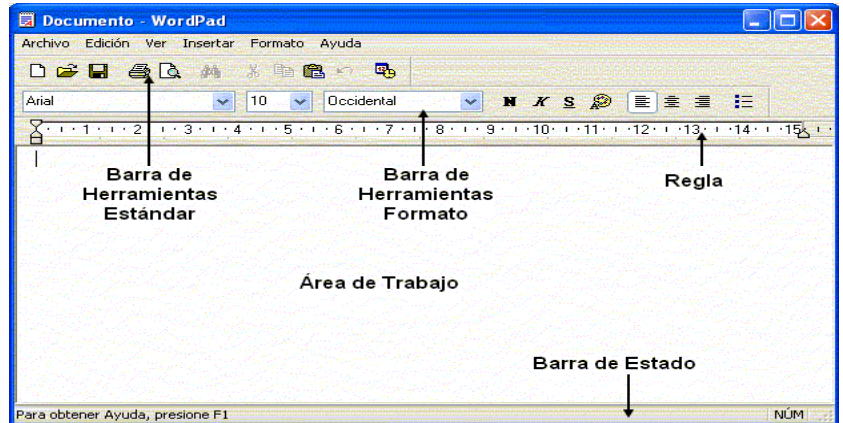 Documento - WordPad
Archivo Edición Ver Insertar Formato Ayuda
Arial 10 Occidental N K S
1 2 3 4 5 6 7 8 9 10 11 12 13 14 15
Barra de Herramientas Estándar
Barra de Herramientas Formato
Regla
Área de Trabajo
Barra de Estado
Para obtener Ayuda, presione F1 NÚM